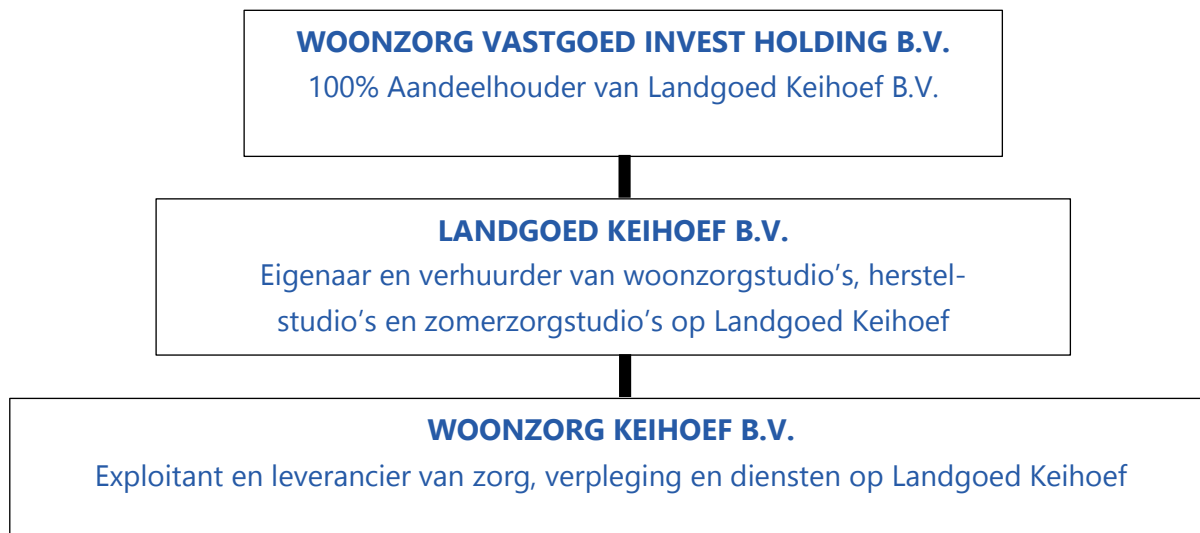 WOONZORG VASTGOED INVEST HOLDING B.V.
100% Aandeelhouder van Landgoed Keihoef B.V.
LANDGOED KEIHOEF B.V.
Eigenaar en verhuurder van woonzorgstudio’s, herstel-
studio’s en zomerzorgstudio’s op Landgoed Keihoef
WOONZORG KEIHOEF B.V.
Exploitant en leverancier van zorg, verpleging en diensten op Landgoed Keihoef